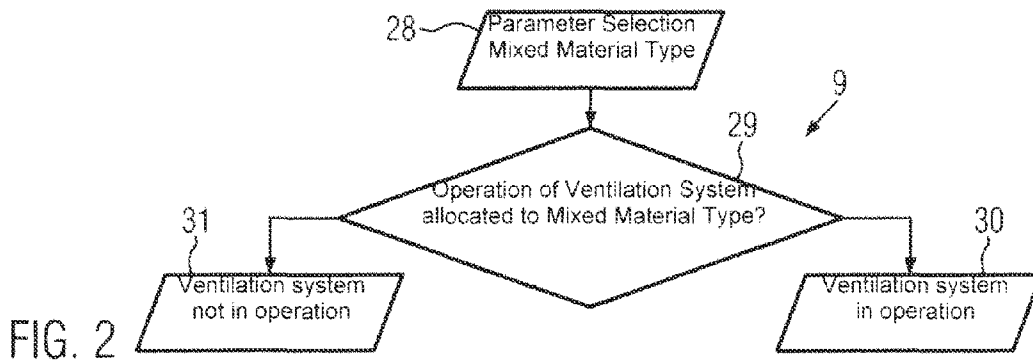 28
Parameter Selection
Mixed Material Type
9
29
Operation of Ventilation System
allocated to Mixed Material Type?
31
Ventilation system
not in operation
30
Ventilation system
in operation
FIG. 2